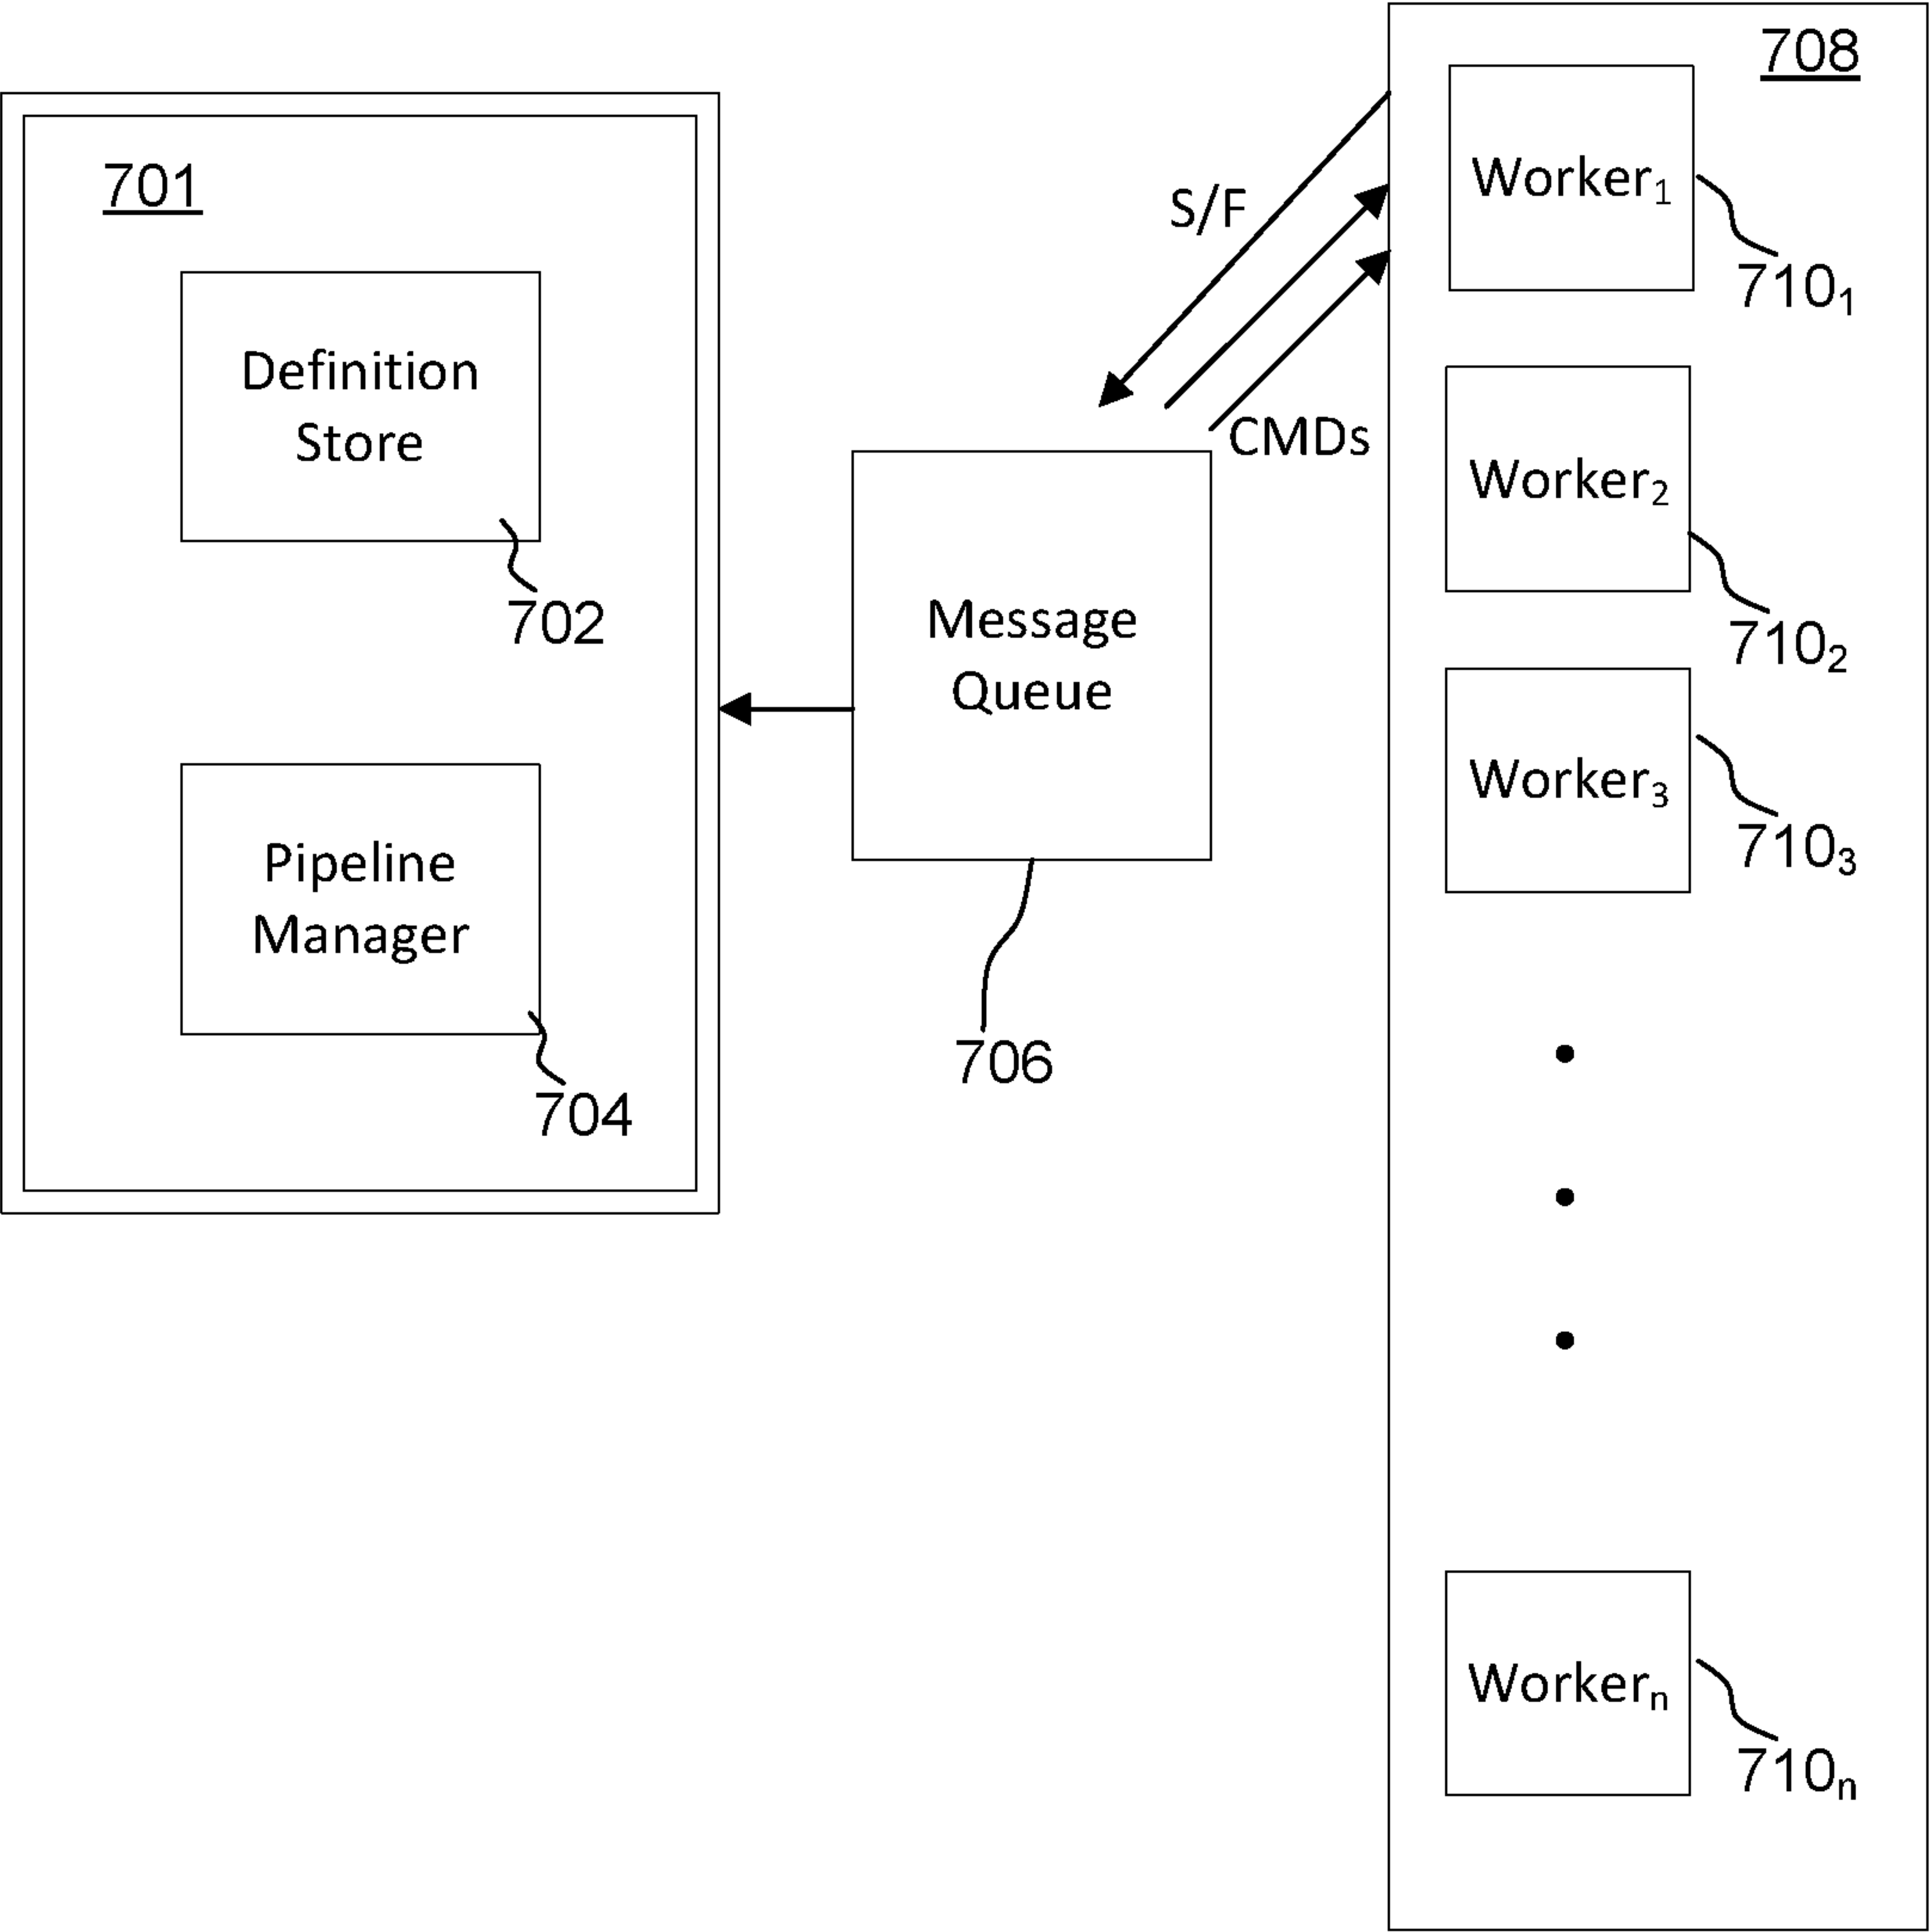 701
Definition
Store
702
Pipeline
Manager
704
Message
Queue
706
S/F
CMDs
708
Worker₁
710₁
Worker₂
710₂
Worker₃
710₃
Workerₙ
710ₙ